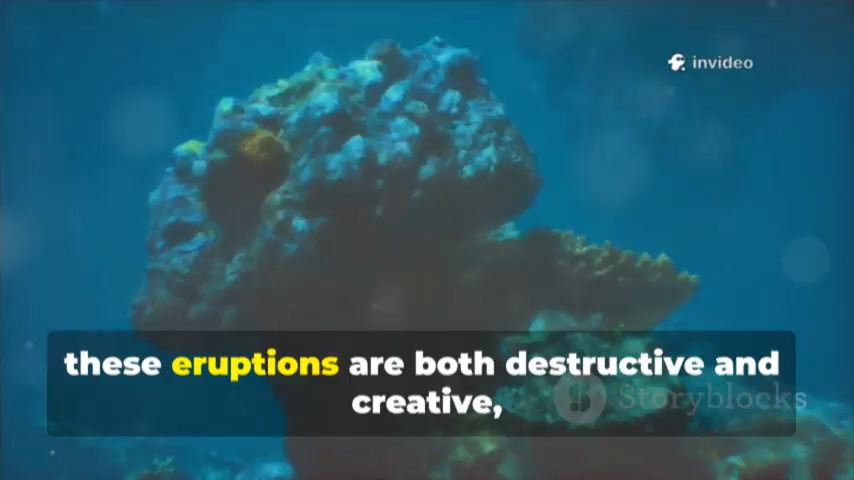 invideo
these eruptions are both destructive and
creative,
Storyblocks